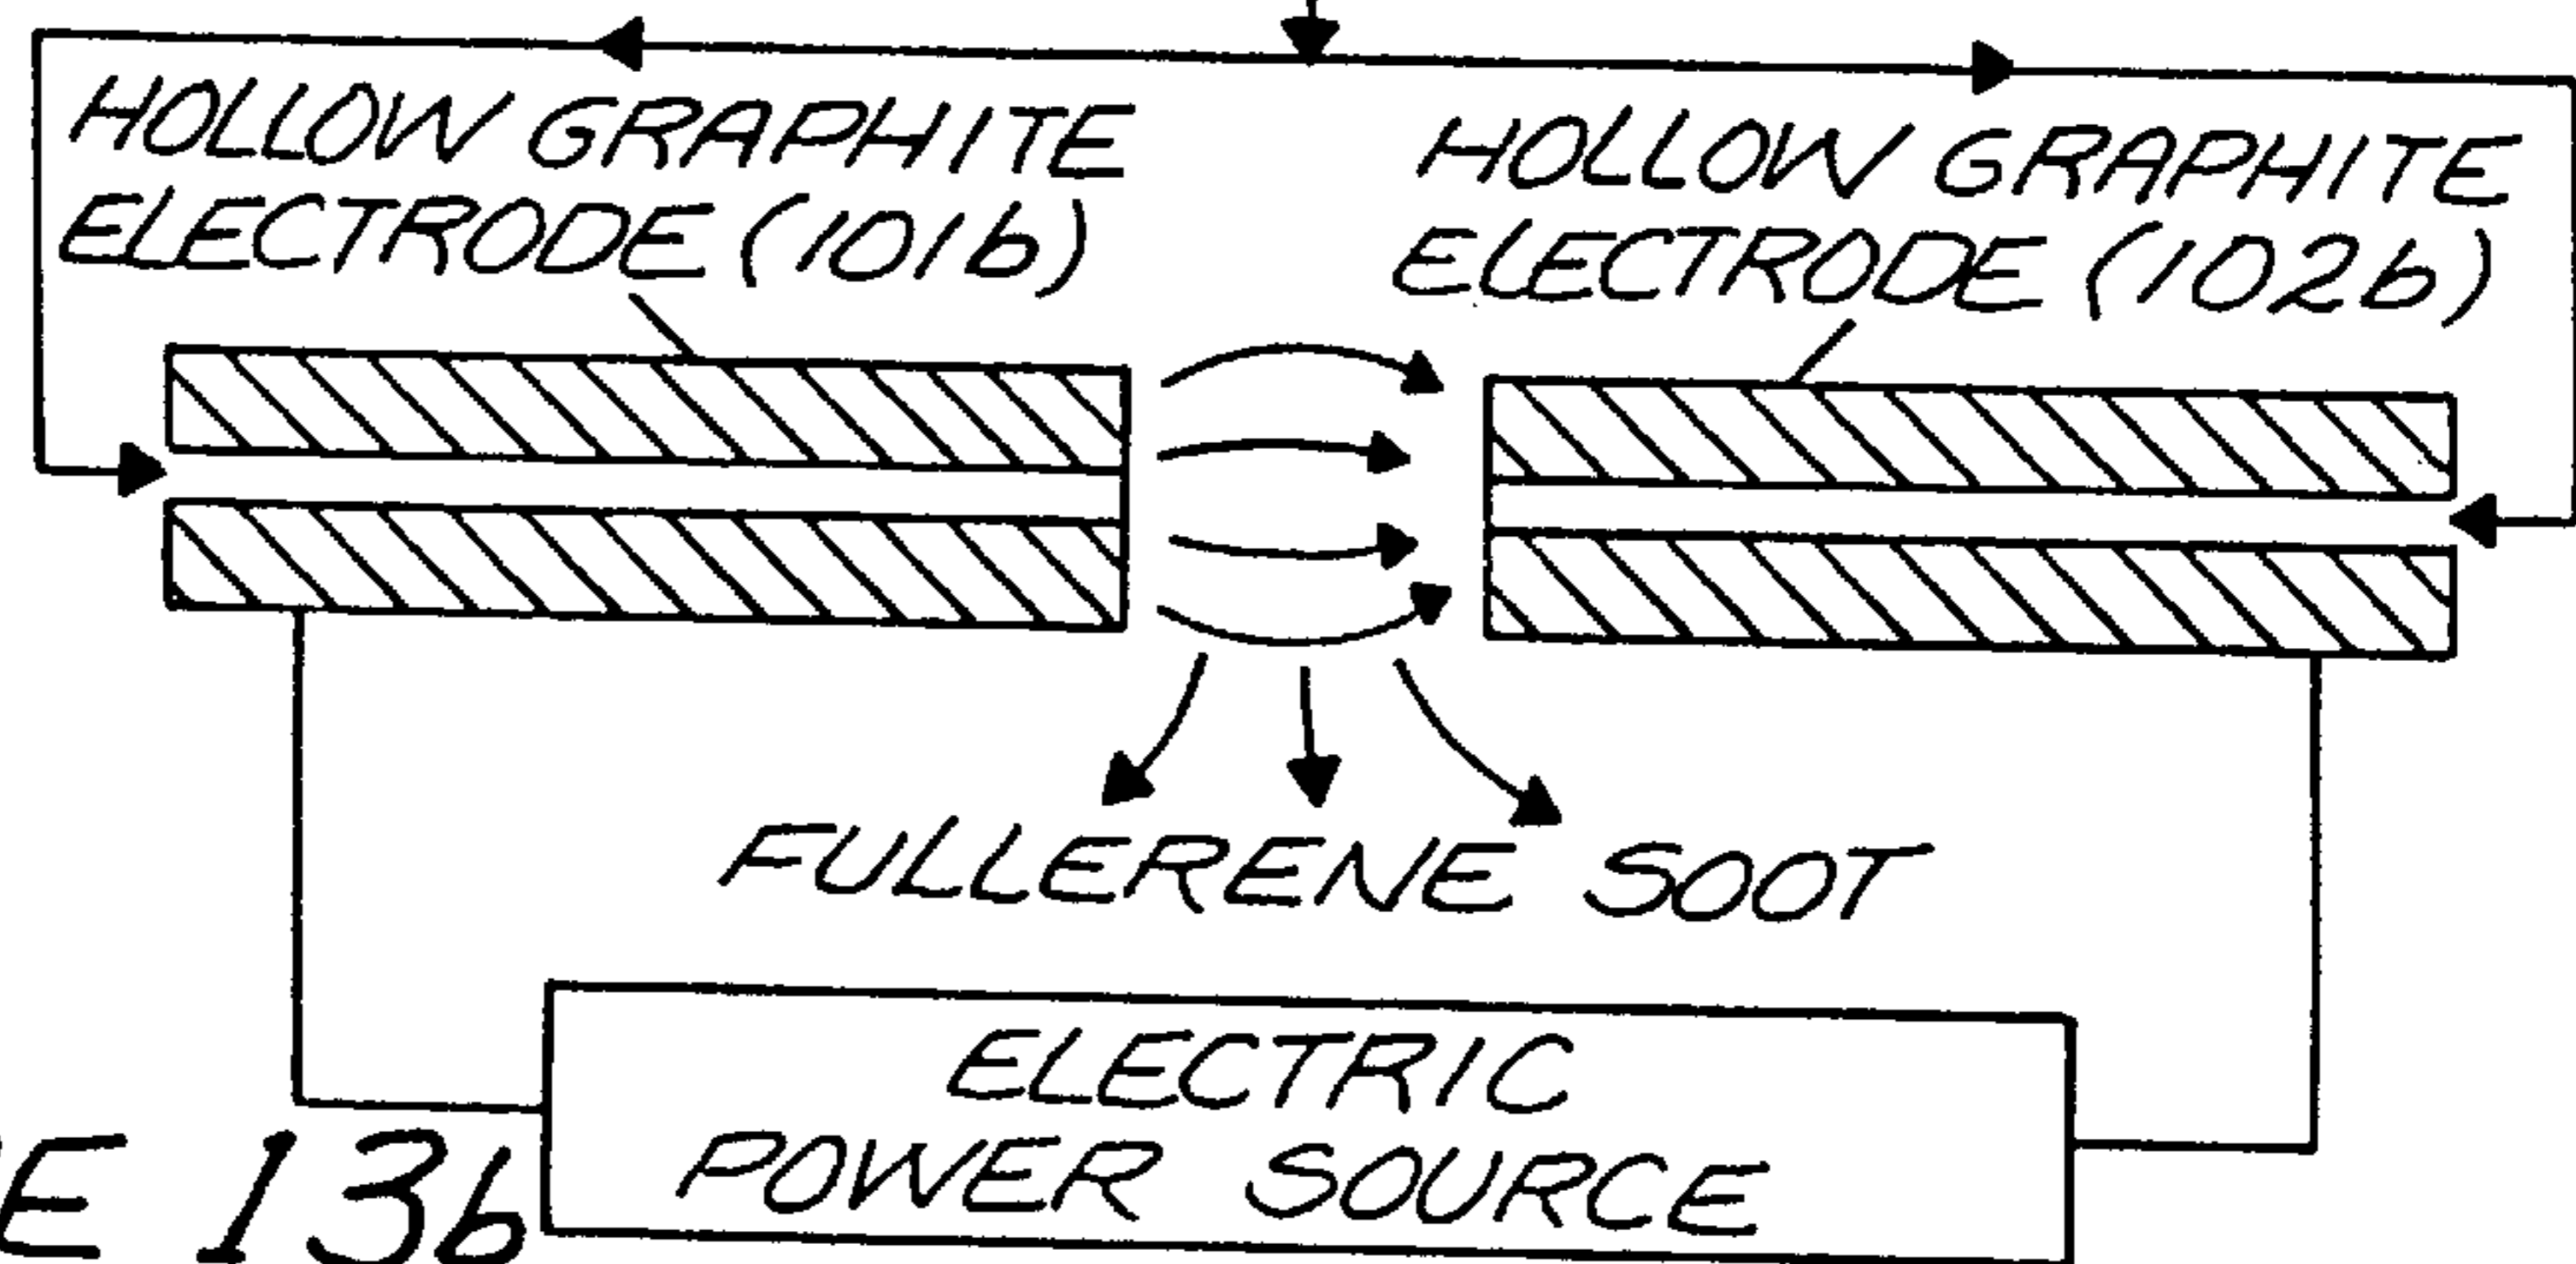 HOLLOW GRAPHITE
ELECTRODE (101b)
HOLLOW GRAPHITE
ELECTRODE (102b)
FULLERENE SOOT
ELECTRIC
POWER SOURCE
E 13b